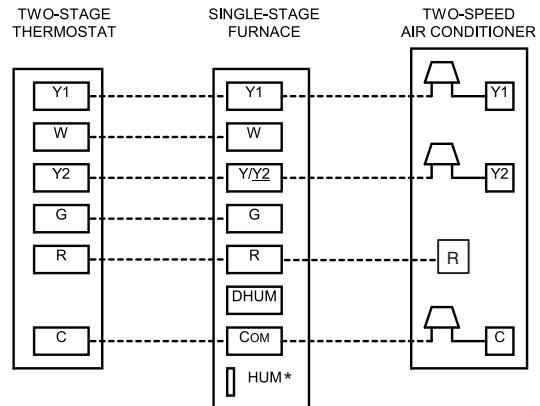 TWO-STAGE
THERMOSTAT
SINGLE-STAGE
FURNACE
TWO-SPEED
AIR CONDITIONER
Y1
Y1
Y1
W
W
Y2
Y/Y2
Y2
G
G
R
R
R
DHUM
C
COM
C
HUM*